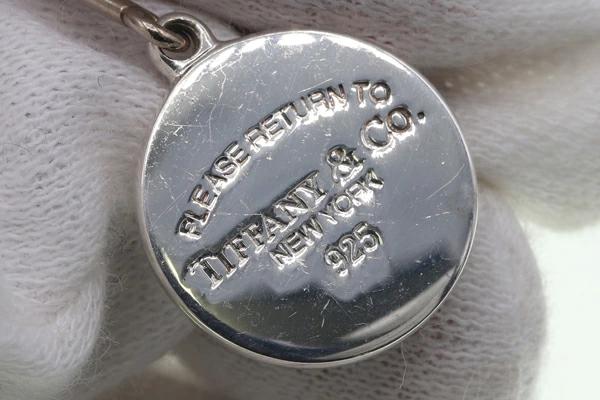 PLEASE RETURN TO
TIFFANY & CO.
NEW YORK
925